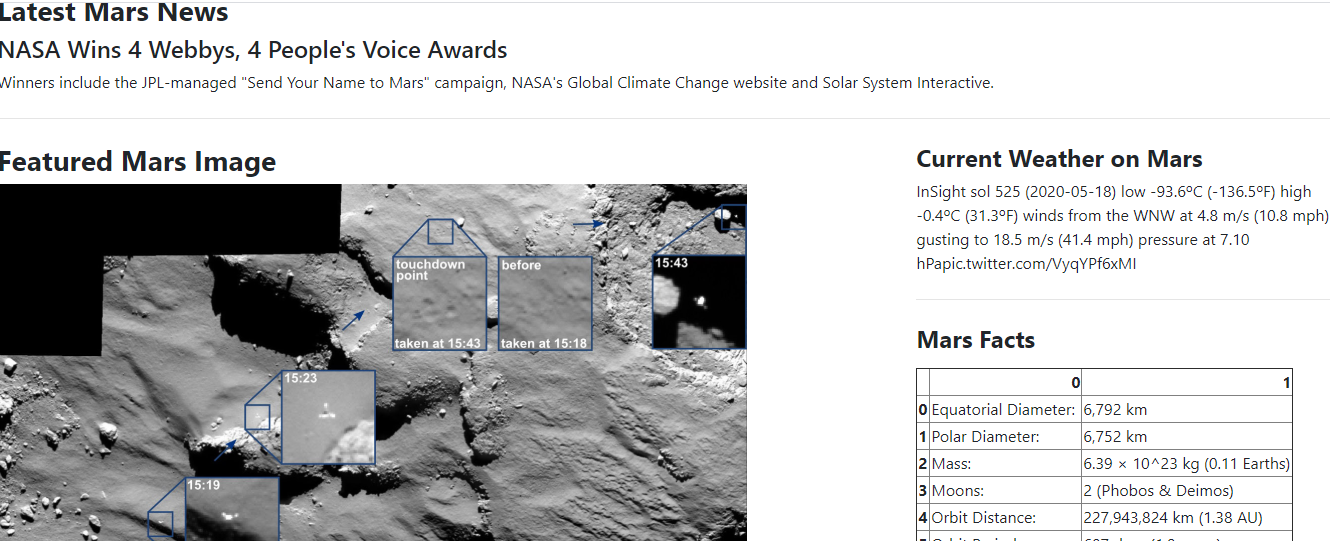 Latest Mars News
NASA Wins 4 Webbys, 4 People's Voice Awards
Winners include the JPL-managed "Send Your Name to Mars" campaign, NASA's Global Climate Change website and Solar System Interactive.
Featured Mars Image
touchdown
point
taken at 15:43
before
taken at 15:18
15:43
15:23
15:19
Current Weather on Mars
InSight sol 525 (2020-05-18) low -93.6ºC (-136.5ºF) high
-0.4ºC (31.3ºF) winds from the WNW at 4.8 m/s (10.8 mph)
gusting to 18.5 m/s (41.4 mph) pressure at 7.10
hPapic.twitter.com/VyqYPf6xMI
Mars Facts
0 1
0 Equatorial Diameter: 6,792 km
1 Polar Diameter: 6,752 km
2 Mass: 6.39 × 10^23 kg (0.11 Earths)
3 Moons: 2 (Phobos & Deimos)
4 Orbit Distance: 227,943,824 km (1.38 AU)